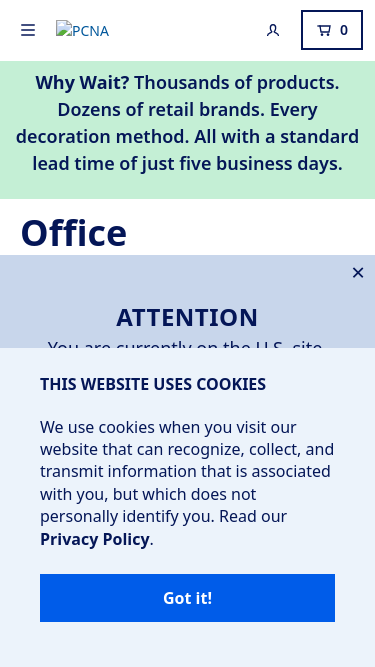 PCNA
0
Why Wait? Thousands of products.
Dozens of retail brands. Every
decoration method. All with a standard
lead time of just five business days.
Office
ATTENTION
You are currently on the U.S. site.
THIS WEBSITE USES COOKIES
We use cookies when you visit our
website that can recognize, collect, and
transmit information that is associated
with you, but which does not
personally identify you. Read our
Privacy Policy.
Got it!